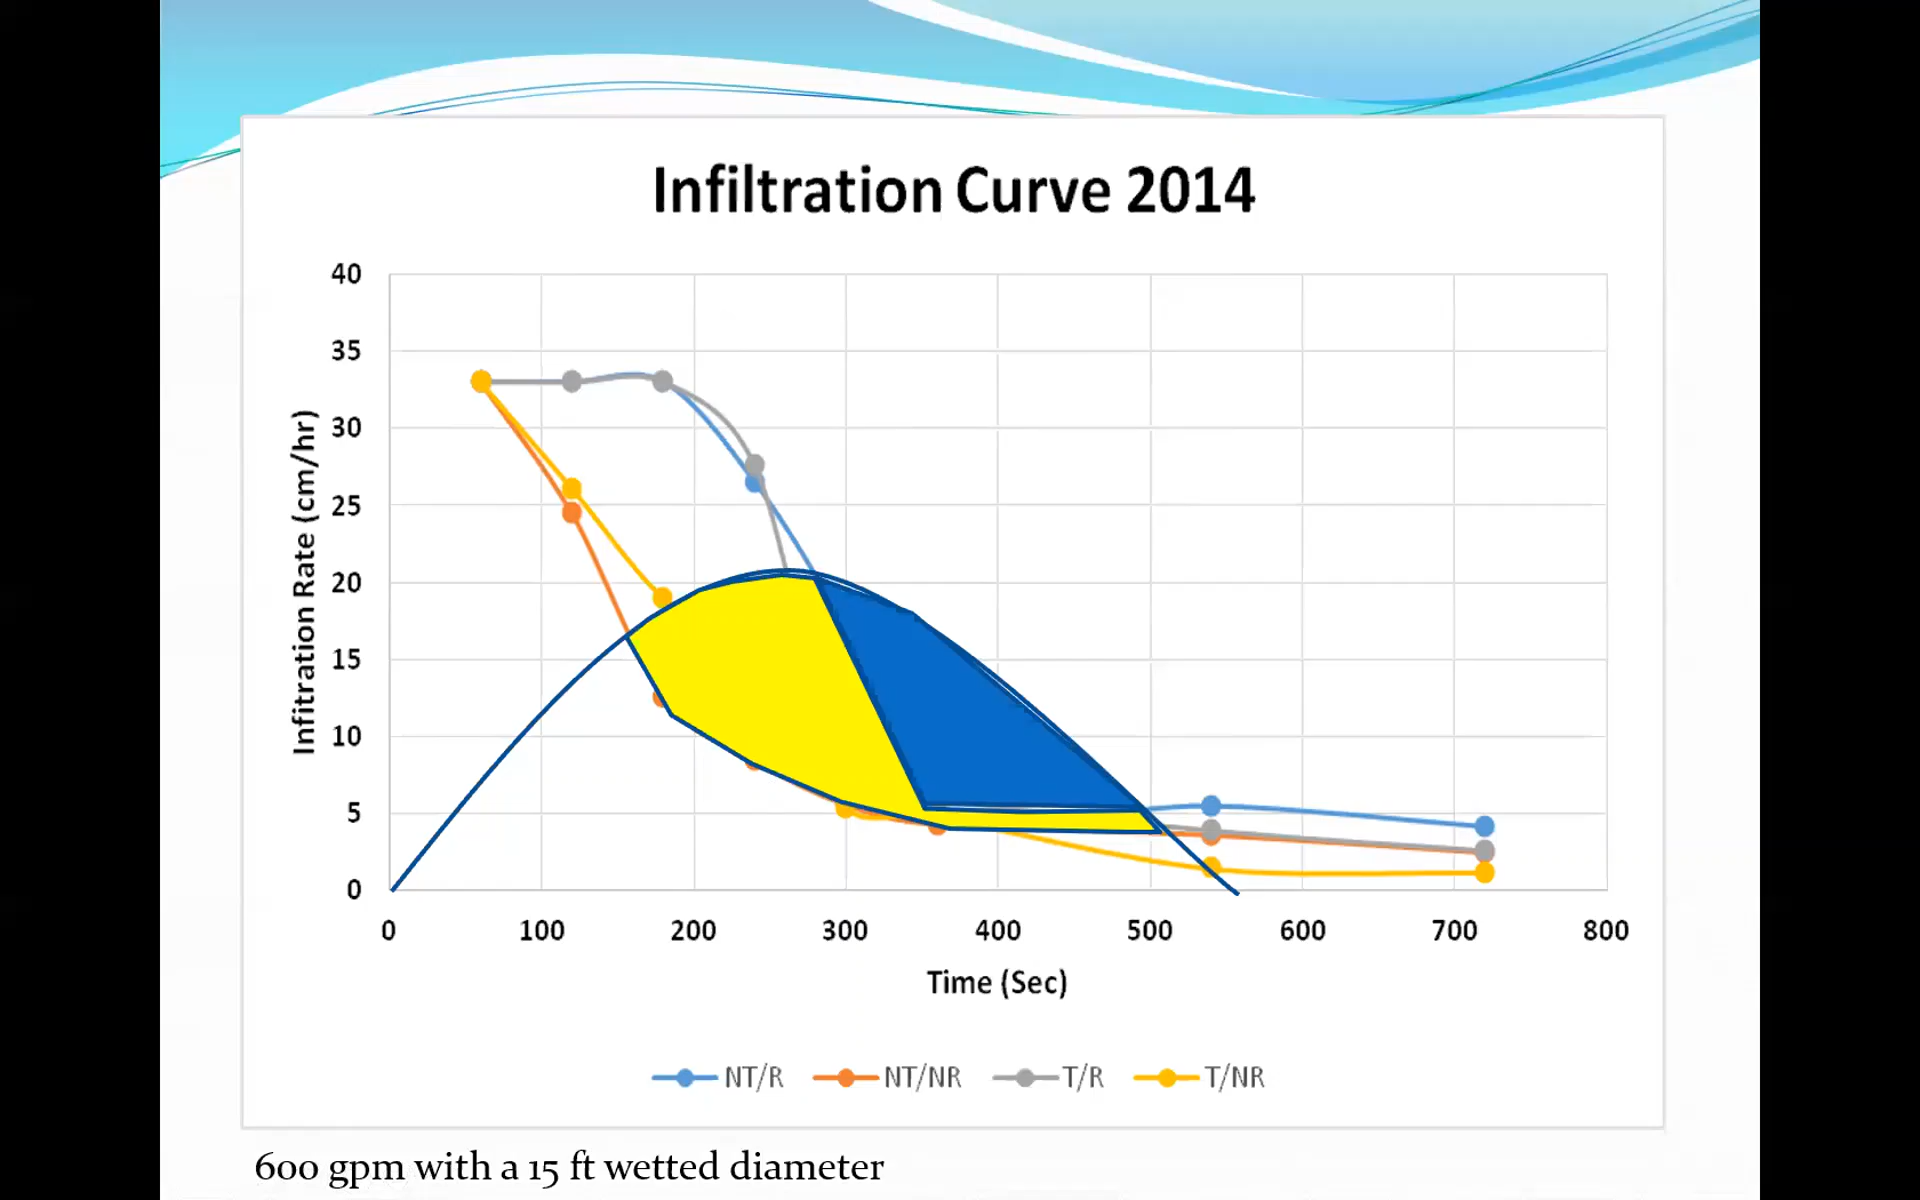 Infiltration Curve 2014
40
35
30
25
20
15
10
5
0
Infitration Rate (cm/hr)
0 100 200 300 400 500 600 700 800
Time (Sec)
NT/R NT/NR T/R T/NR
600 gpm with a 15 ft wetted diameter